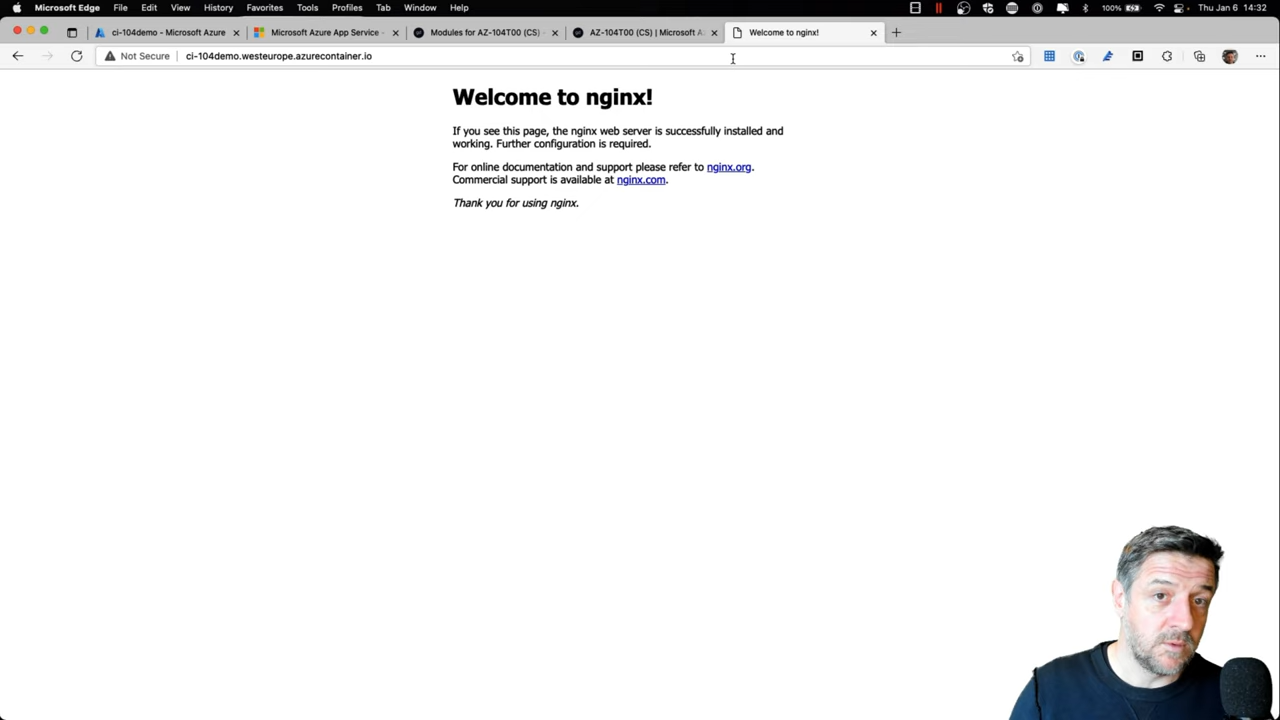 Microsoft Edge File Edit View History Favorites Tools Profiles Tab Window Help 100% Thu Jan 6 14:32
ci-104demo - Microsoft Azure Microsoft Azure App Service - Modules for AZ-104T00 (CS) - AZ-104T00 (CS) | Microsoft Az Welcome to nginx!
Not Secure ci-104demo.westeurope.azurecontainer.io
Welcome to nginx!
If you see this page, the nginx web server is successfully installed and
working. Further configuration is required.
For online documentation and support please refer to nginx.org.
Commercial support is available at nginx.com.
Thank you for using nginx.